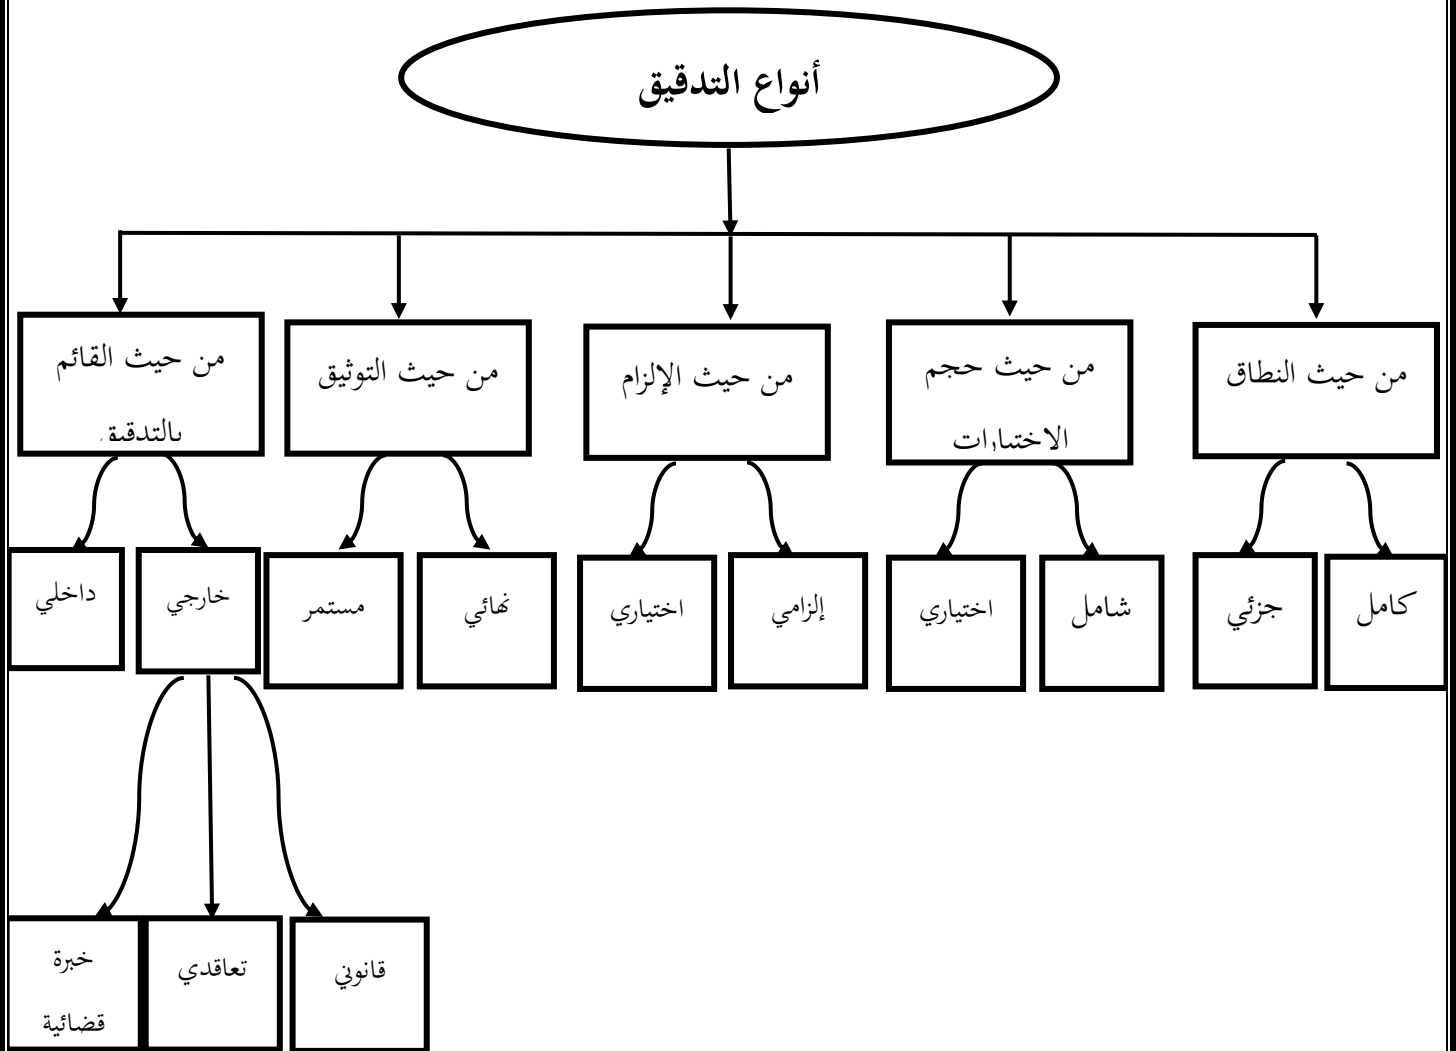 أنواع التدقيق
من حيث النطاق
من حيث حجم
الاختبارات
من حيث الإلزام
من حيث التوثيق
من حيث القائم
بالتدقيق
كامل
جزئي
شامل
اختياري
إلزامي
اختياري
نهائي
مستمر
خارجي
داخلي
قانوني
تعاقدي
خبرة
قضائية